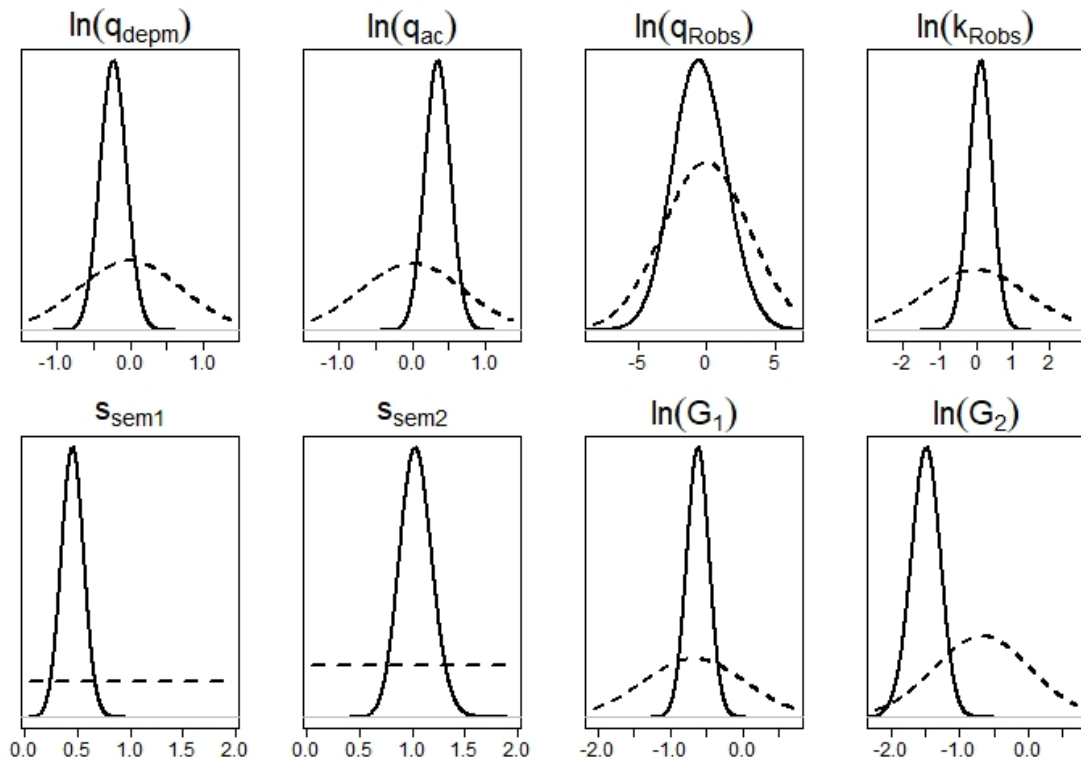 ln(q_depm) ln(q_ac) ln(q_Robs) ln(k_Robs)
-1.0 0.0 1.0 -1.0 0.0 1.0 -5 0 5 -2 -1 0 1 2
s_sem1 s_sem2 ln(G_1) ln(G_2)
0.0 0.5 1.0 1.5 2.0 0.0 0.5 1.0 1.5 2.0 -2.0 -1.0 0.0 -2.0 -1.0 0.0